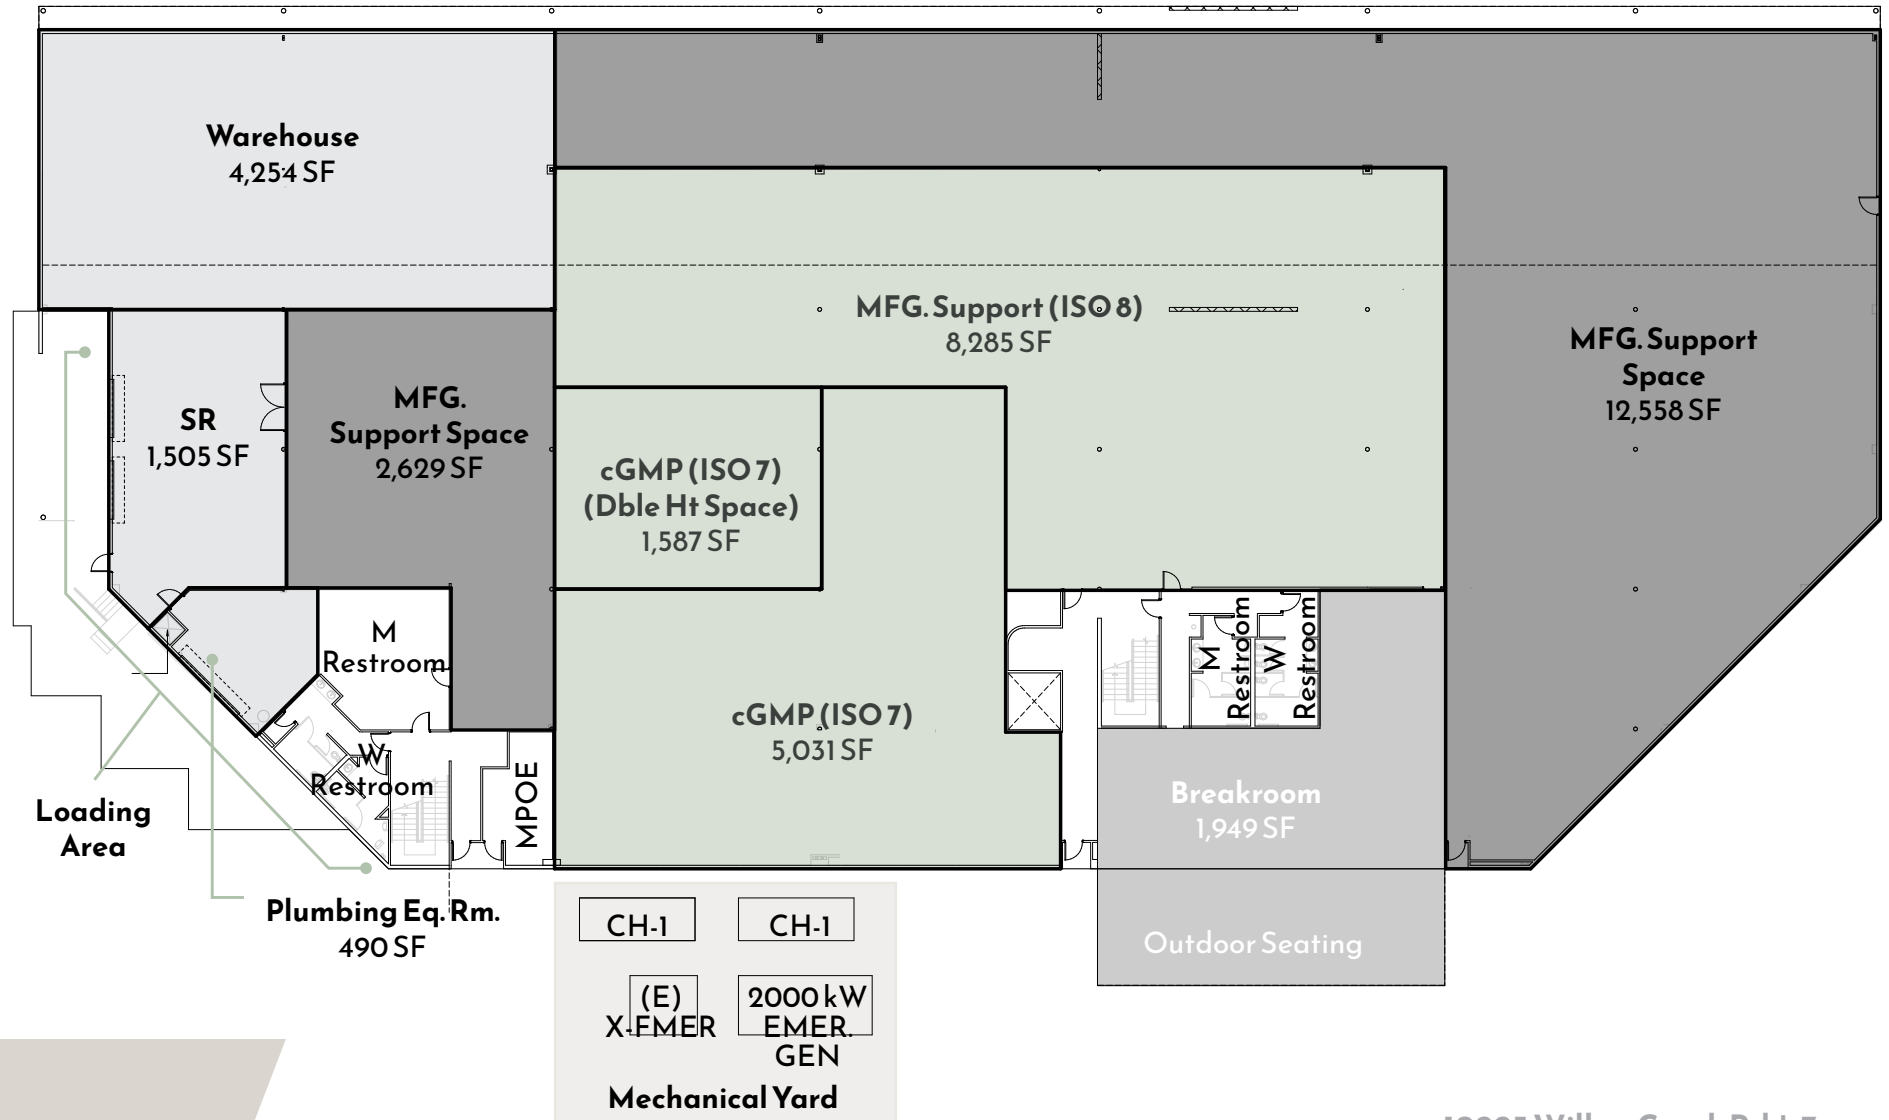 Warehouse
4,254 SF
MFG. Support (ISO 8)
8,285 SF
MFG. Support
Space
12,558 SF
SR
1,505 SF
MFG.
Support Space
2,629 SF
cGMP (ISO 7)
(Dble Ht Space)
1,587 SF
M
Restroom
W
Restroom
MPOE
cGMP (ISO 7)
5,031 SF
M
Restroom
W
Restroom
Breakroom
1,949 SF
Outdoor Seating
Loading
Area
Plumbing Eq. Rm.
490 SF
CH-1
CH-1
(E)
X-FMER
2000 kW
EMER.
GEN
Mechanical Yard